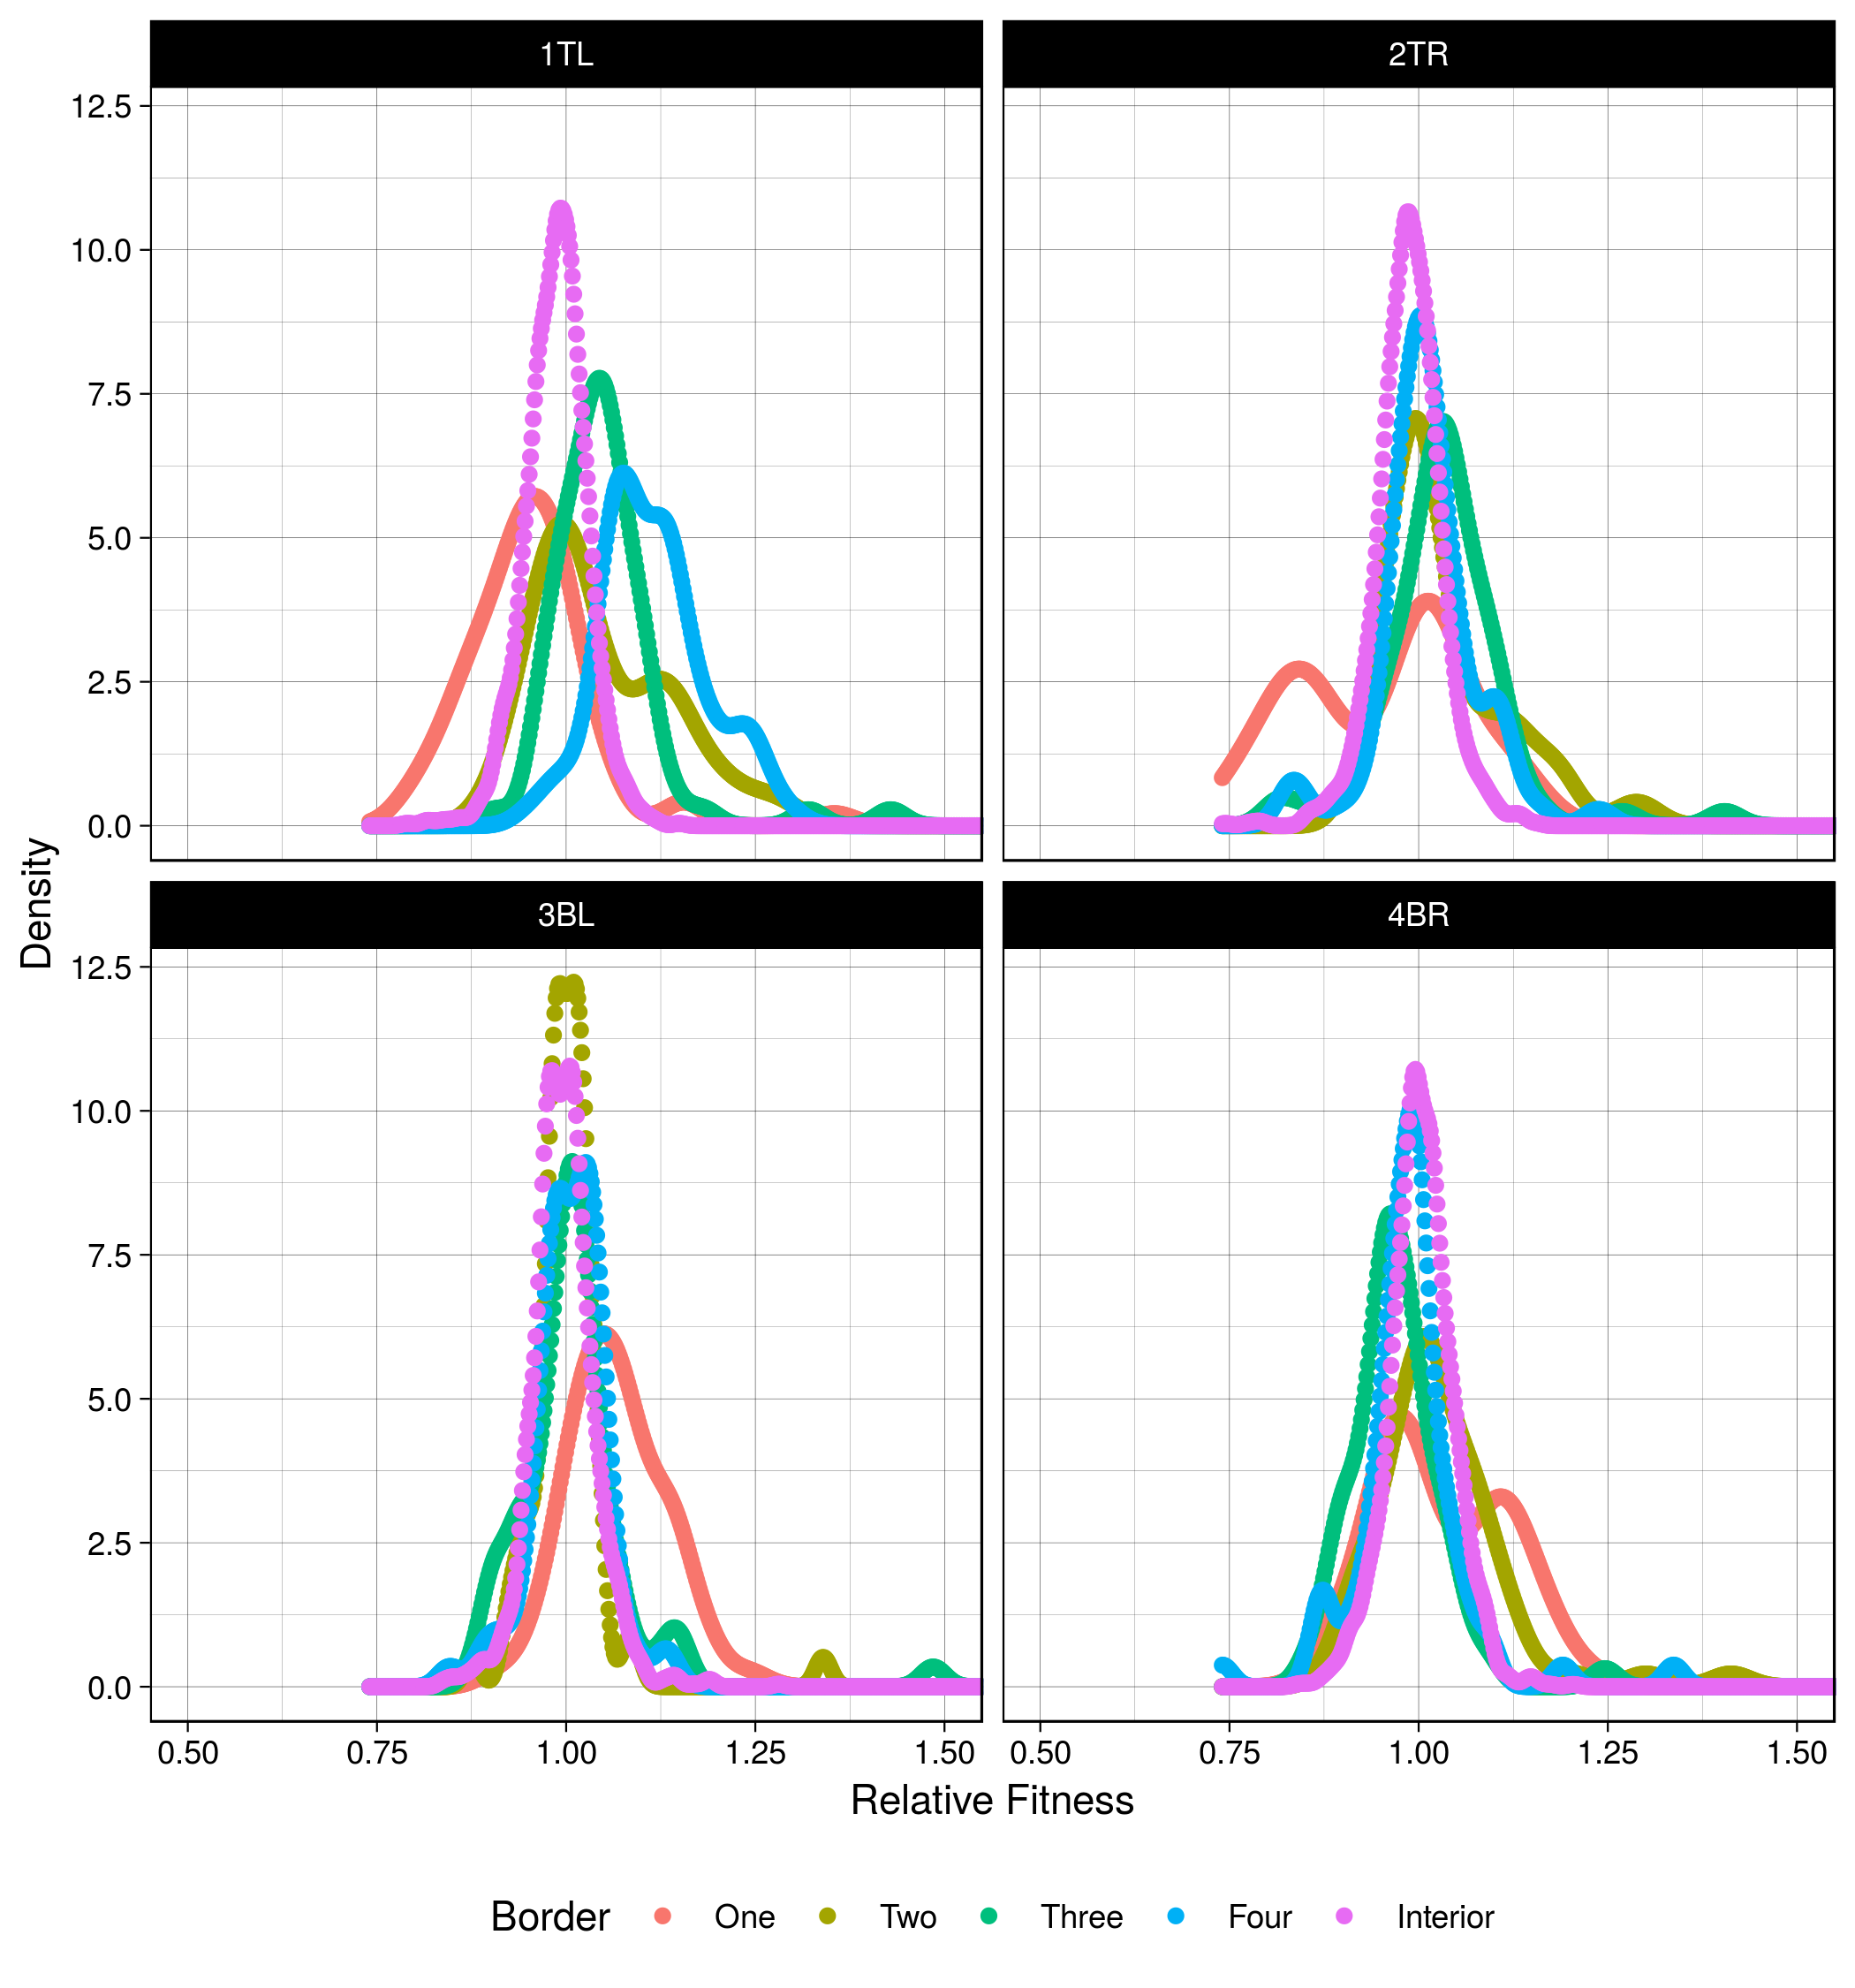 1TL
2TR
12.5
10.0
7.5
5.0
2.5
0.0
Density
3BL
4BR
12.5
10.0
7.5
5.0
2.5
0.0
0.50 0.75 1.00 1.25 1.50 0.50 0.75 1.00 1.25 1.50
Relative Fitness
Border One Two Three Four Interior